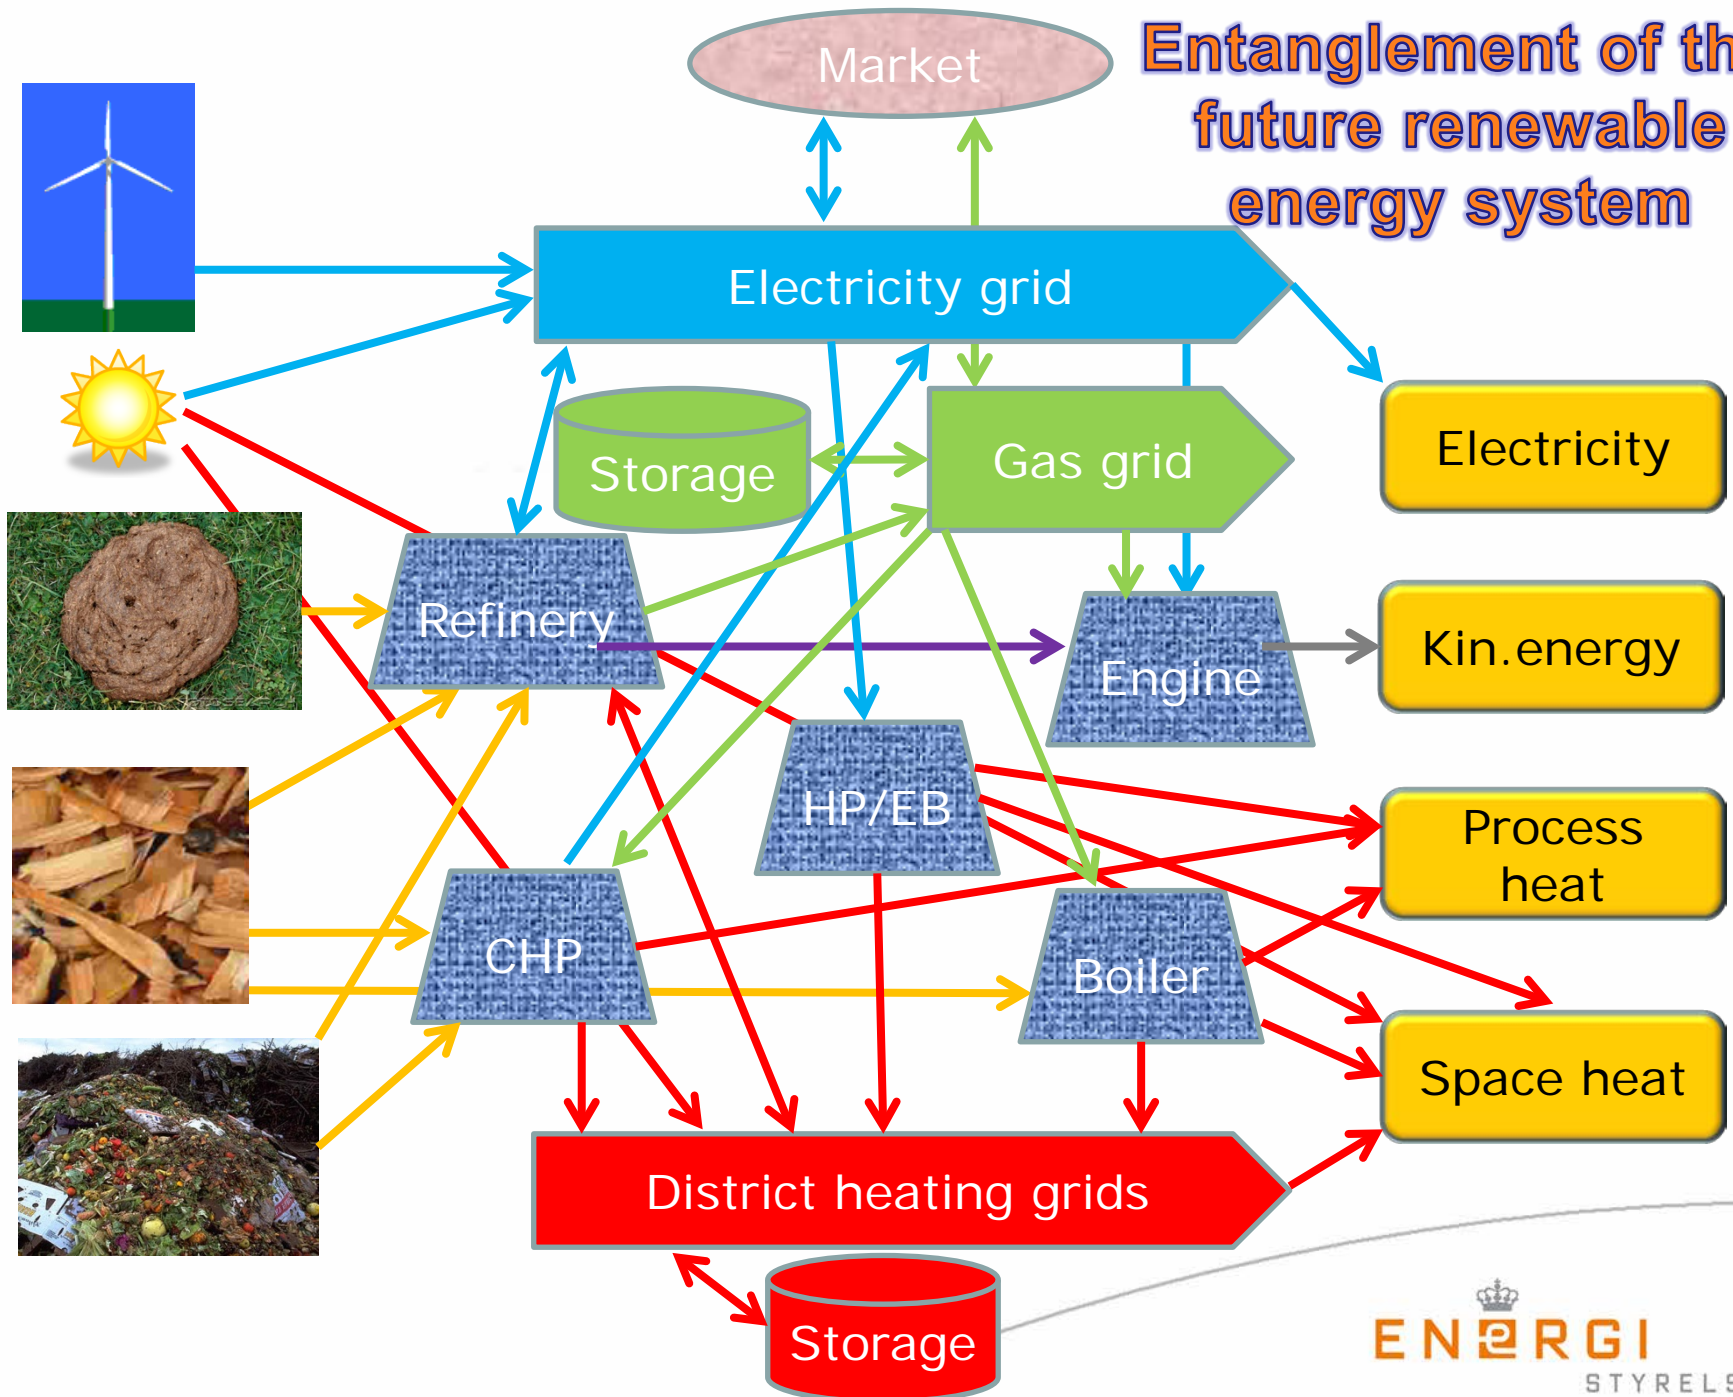 Market
Entanglement of th
future renewable
energy system
Electricity grid
Storage
Gas grid
Electricity
Refinery
Engine
Kin.energy
HP/EB
Process
heat
CHP
Boiler
Space heat
District heating grids
Storage
ENERGI
STYRELS